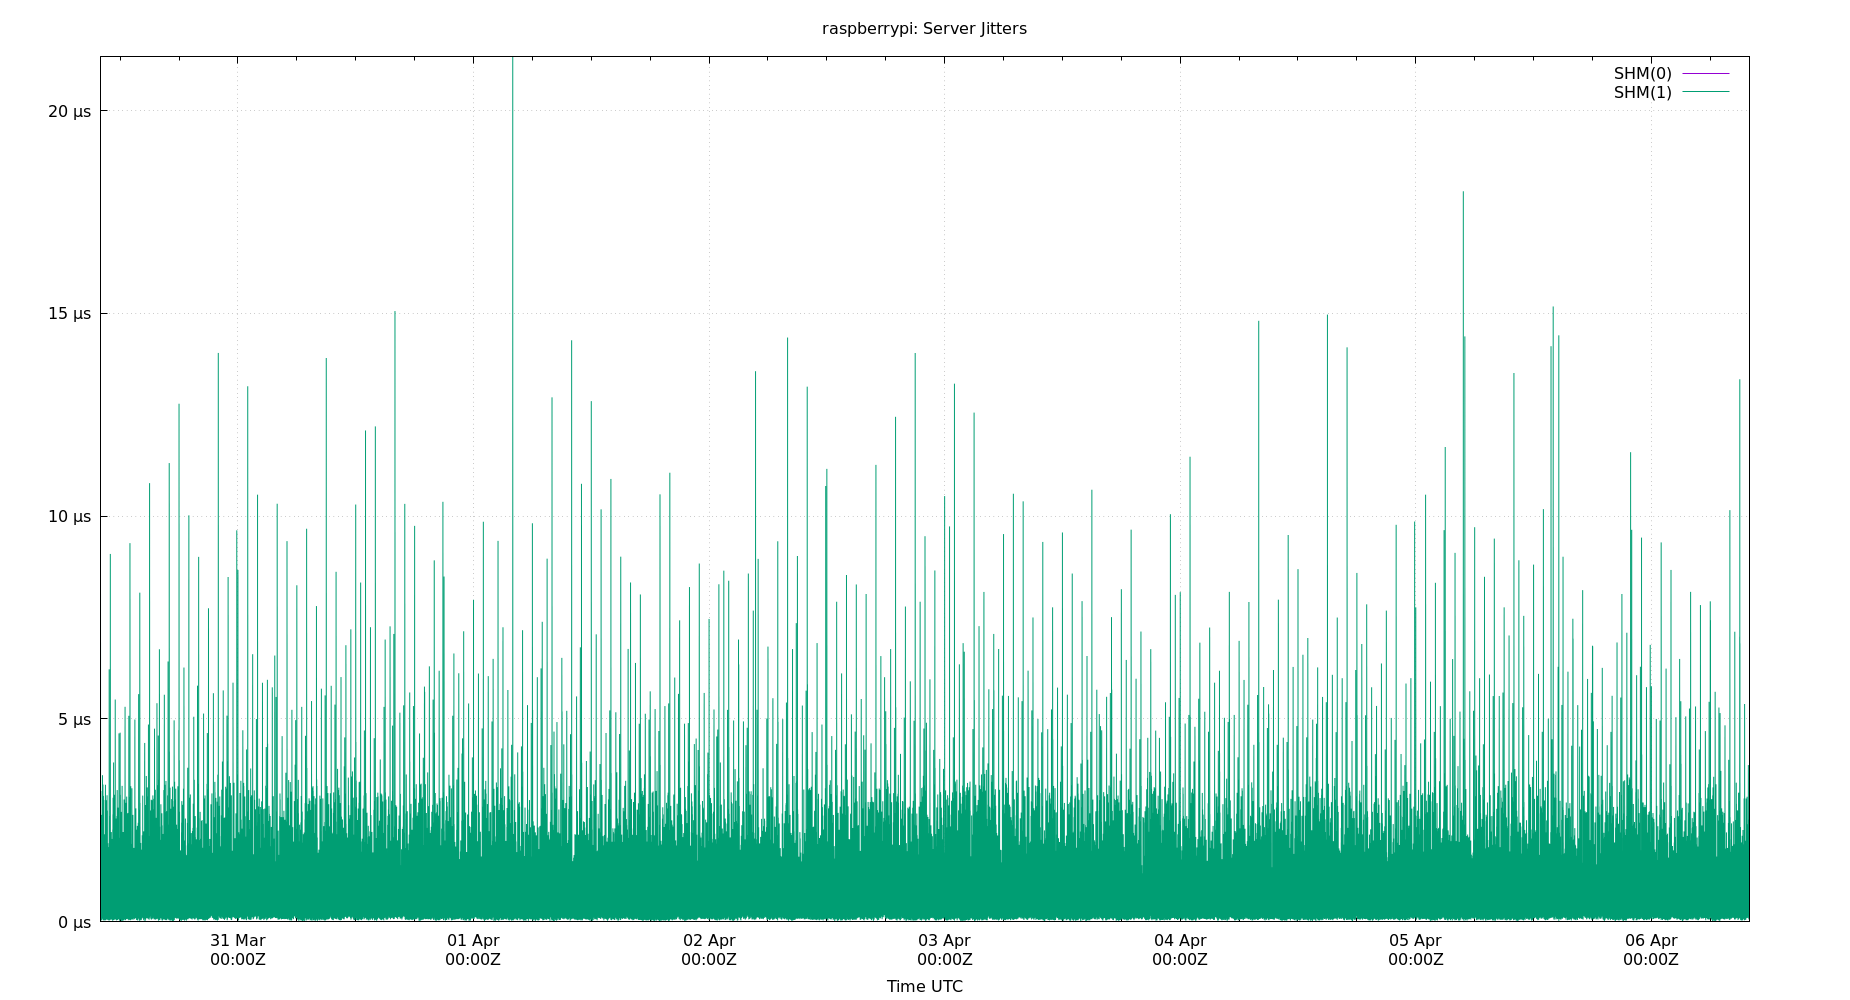 raspberrypi: Server Jitters
SHM(0)
SHM(1)
20 µs
15 µs
10 µs
5 µs
0 µs
31 Mar 01 Apr 02 Apr 03 Apr 04 Apr 05 Apr 06 Apr
00:00Z 00:00Z 00:00Z 00:00Z 00:00Z 00:00Z 00:00Z
Time UTC